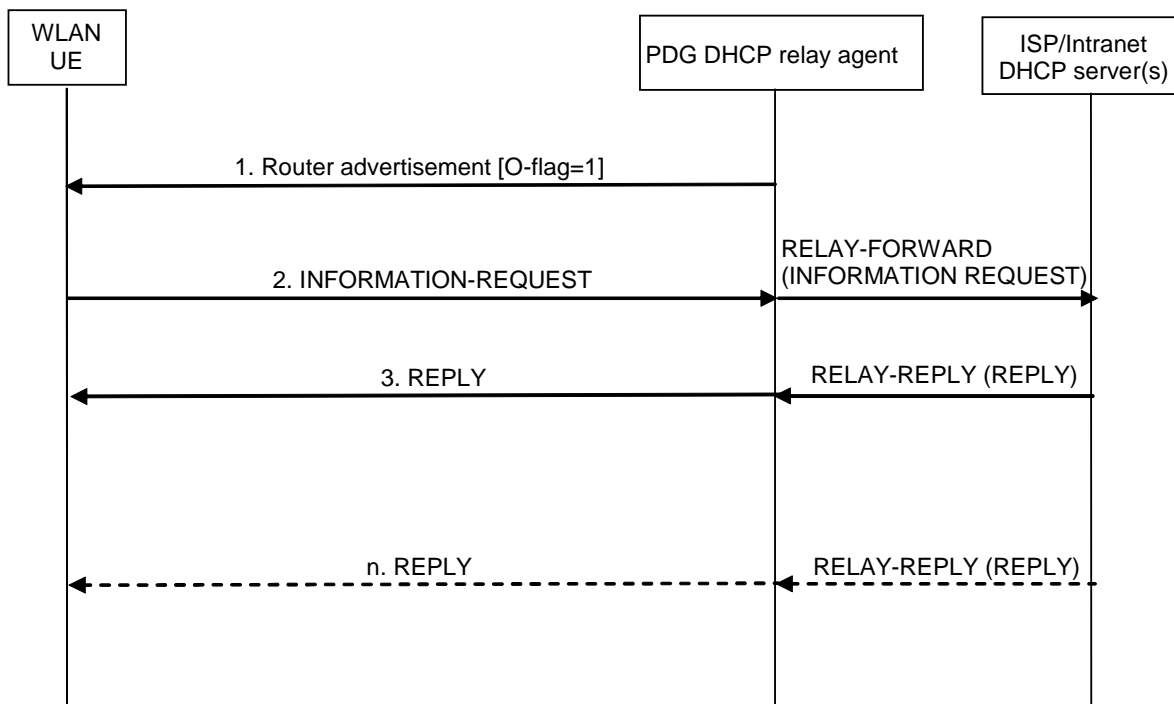 WLAN
UE
PDG DHCP relay agent
ISP/Intranet
DHCP server(s)
1. Router advertisement [O-flag=1]
2. INFORMATION-REQUEST
RELAY-FORWARD
(INFORMATION REQUEST)
3. REPLY
RELAY-REPLY (REPLY)
n. REPLY
RELAY-REPLY (REPLY)